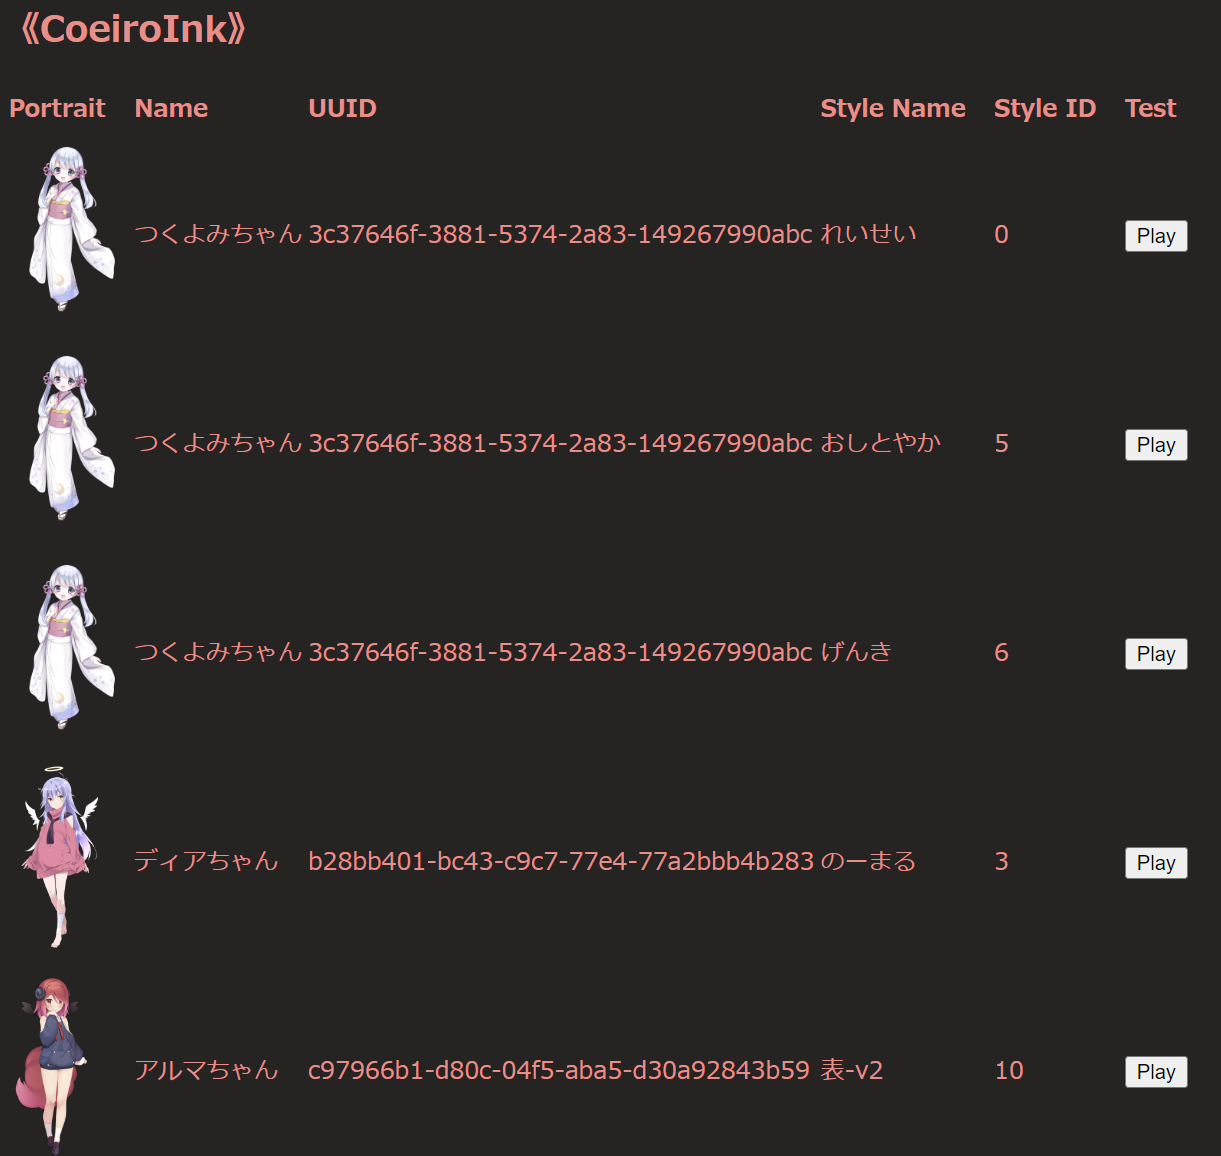 《CoeiroInk》
Portrait Name UUID Style Name Style ID Test
つくよみちゃん 3c37646f-3881-5374-2a83-149267990abc れいせい 0 Play
つくよみちゃん 3c37646f-3881-5374-2a83-149267990abc おしとやか 5 Play
つくよみちゃん 3c37646f-3881-5374-2a83-149267990abc げんき 6 Play
ディアちゃん b28bb401-bc43-c9c7-77e4-77a2bbb4b283 のーまる 3 Play
アルマちゃん c97966b1-d80c-04f5-aba5-d30a92843b59 表-v2 10 Play